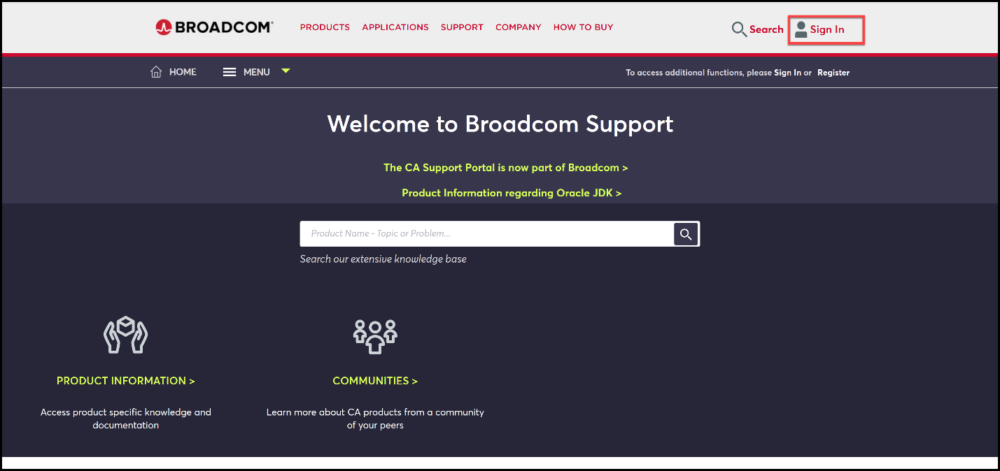 BROADCOM®
PRODUCTS APPLICATIONS SUPPORT COMPANY HOW TO BUY
Search
Sign In
HOME
MENU
To access additional functions, please Sign In or Register
Welcome to Broadcom Support
The CA Support Portal is now part of Broadcom >
Product Information regarding Oracle JDK >
Product Name - Topic or Problem...
Search our extensive knowledge base
PRODUCT INFORMATION >
Access product specific knowledge and
documentation
COMMUNITIES >
Learn more about CA products from a community
of your peers